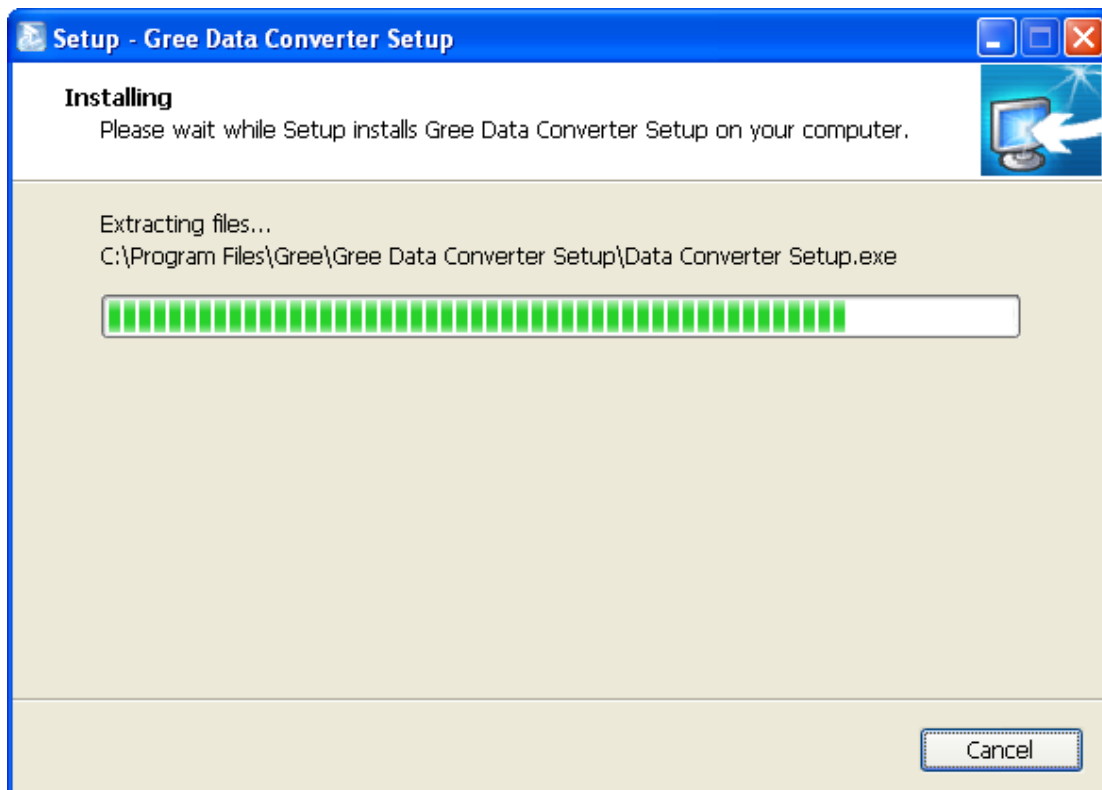 Setup - Gree Data Converter Setup
Installing
Please wait while Setup installs Gree Data Converter Setup on your computer.
Extracting files...
C:\Program Files\Gree\Gree Data Converter Setup\Data Converter Setup.exe
Cancel